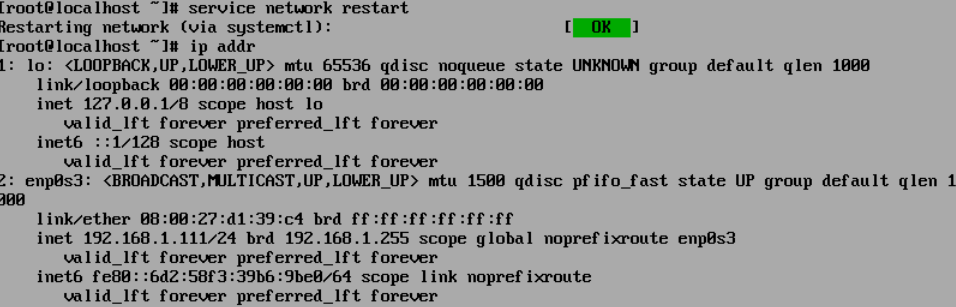 [root@localhost ~]# service network restart
Restarting network (via systemctl):                        [  OK  ]
[root@localhost ~]# ip addr
1: lo: <LOOPBACK,UP,LOWER_UP> mtu 65536 qdisc noqueue state UNKNOWN group default qlen 1000
    link/loopback 00:00:00:00:00:00 brd 00:00:00:00:00:00
    inet 127.0.0.1/8 scope host lo
       valid_lft forever preferred_lft forever
    inet6 ::1/128 scope host
       valid_lft forever preferred_lft forever
2: enp0s3: <BROADCAST,MULTICAST,UP,LOWER_UP> mtu 1500 qdisc pfifo_fast state UP group default qlen 1
000
    link/ether 08:00:27:d1:39:c4 brd ff:ff:ff:ff:ff:ff
    inet 192.168.1.111/24 brd 192.168.1.255 scope global noprefixroute enp0s3
       valid_lft forever preferred_lft forever
    inet6 fe80::6d2:58f3:39b6:9be0/64 scope link noprefixroute
       valid_lft forever preferred_lft forever